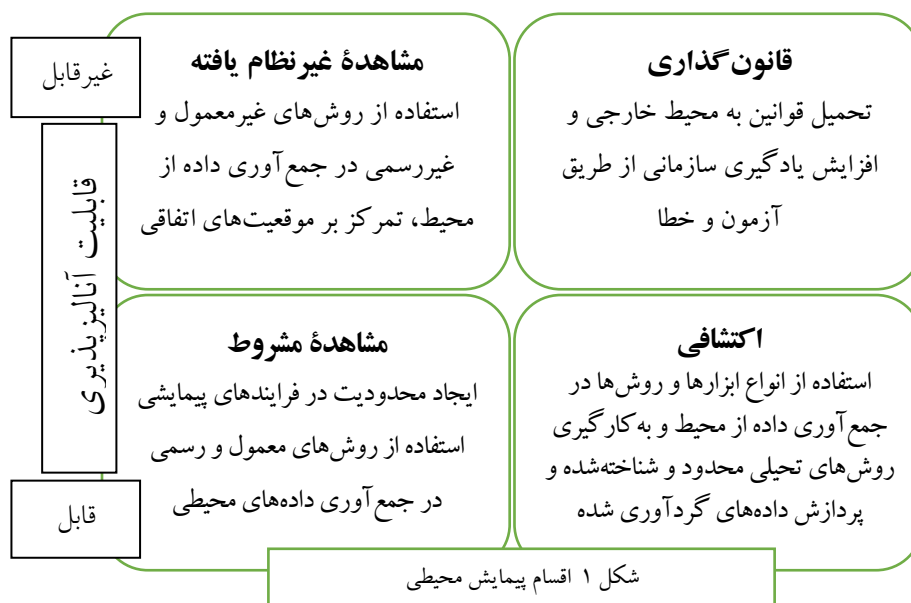 قانون‌گذاری
تحمیل قوانین به محیط خارجی و
افزایش یادگیری سازمانی از طریق
آزمون و خطا
مشاهدهٔ غیرنظام یافته
استفاده از روش‌های غیرمعمول و
غیررسمی در جمع‌آوری داده از
محیط، تمرکز بر موقعیت‌های اتفاقی
غیرقابل
قابلیت آنالیزپذیری
قابل
اکتشافی
استفاده از انواع ابزارها و روش‌ها در
جمع‌آوری داده از محیط و به‌کارگیری
روش‌های تحیلی محدود و شناخته‌شده و
پردازش داده‌های گردآوری شده
مشاهدهٔ مشروط
ایجاد محدودیت در فرایندهای پیمایشی
استفاده از روش‌های معمول و رسمی
در جمع‌آوری داده‌های محیطی
شکل ۱ اقسام پیمایش محیطی